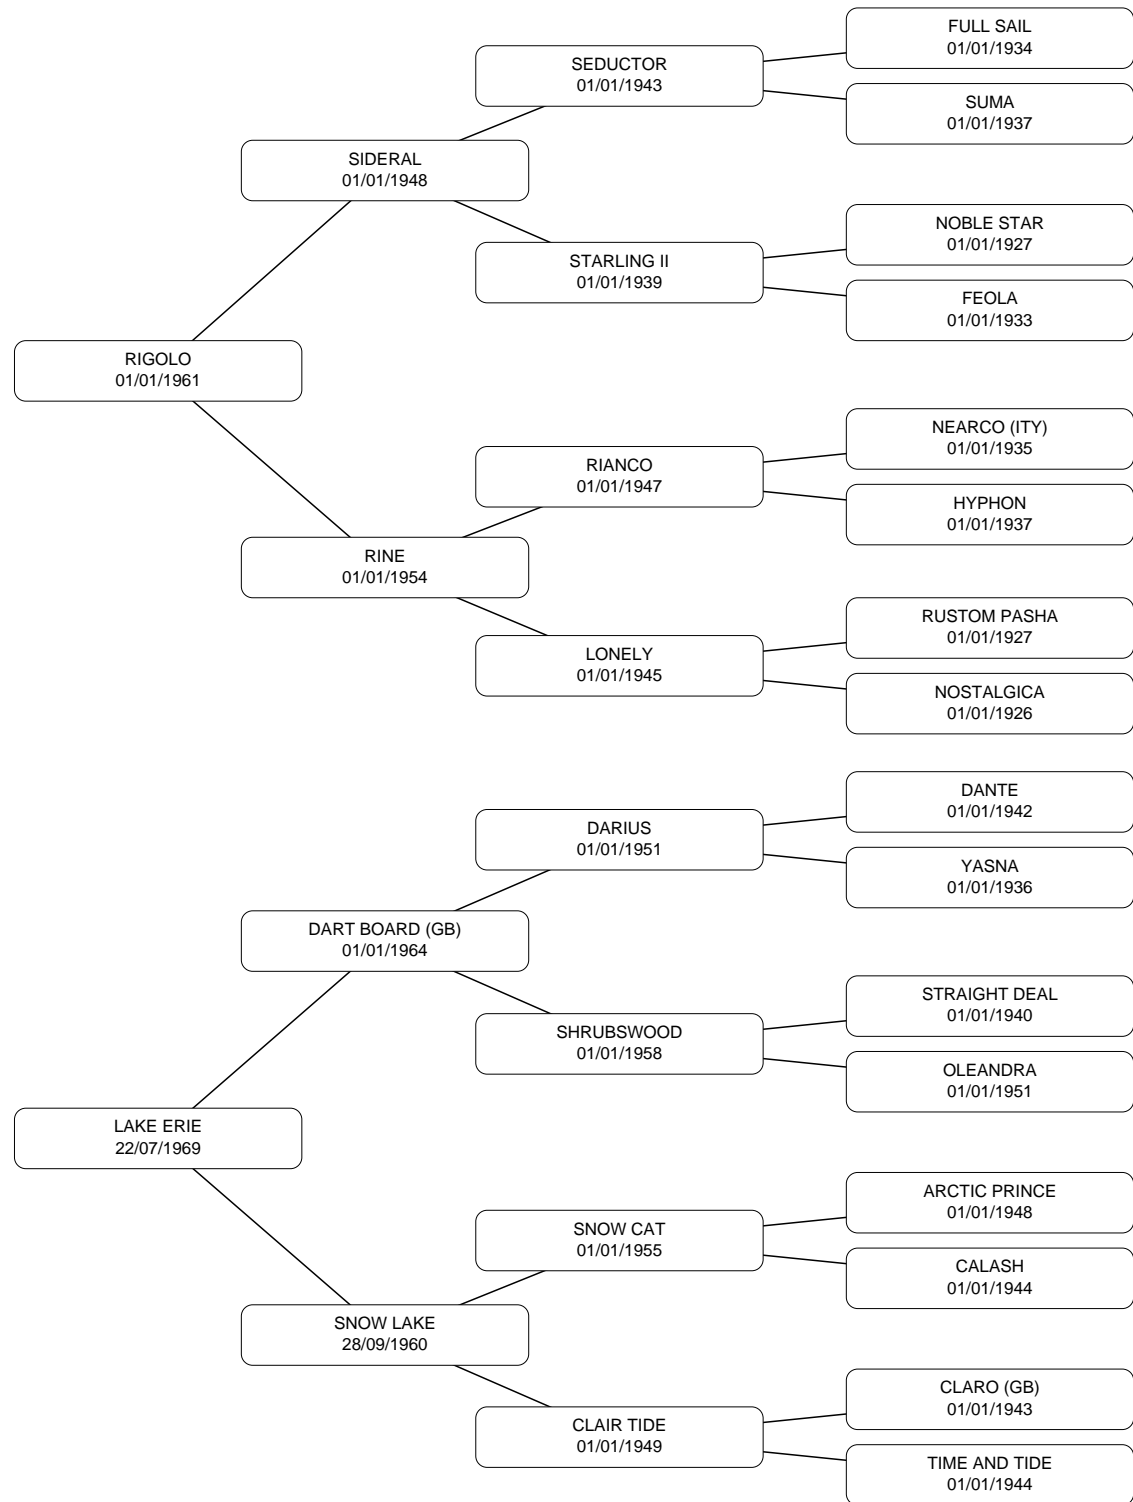 FULL SAIL
01/01/1934
SEDUCTOR
01/01/1943
SUMA
01/01/1937
SIDERAL
01/01/1948
NOBLE STAR
01/01/1927
STARLING II
01/01/1939
FEOLA
01/01/1933
RIGOLO
01/01/1961
NEARCO (ITY)
01/01/1935
RIANCO
01/01/1947
HYPHON
01/01/1937
RINE
01/01/1954
RUSTOM PASHA
01/01/1927
LONELY
01/01/1945
NOSTALGICA
01/01/1926
DANTE
01/01/1942
DARIUS
01/01/1951
YASNA
01/01/1936
DART BOARD (GB)
01/01/1964
STRAIGHT DEAL
01/01/1940
SHRUBSWOOD
01/01/1958
OLEANDRA
01/01/1951
LAKE ERIE
22/07/1969
ARCTIC PRINCE
01/01/1948
SNOW CAT
01/01/1955
CALASH
01/01/1944
SNOW LAKE
28/09/1960
CLARO (GB)
01/01/1943
CLAIR TIDE
01/01/1949
TIME AND TIDE
01/01/1944